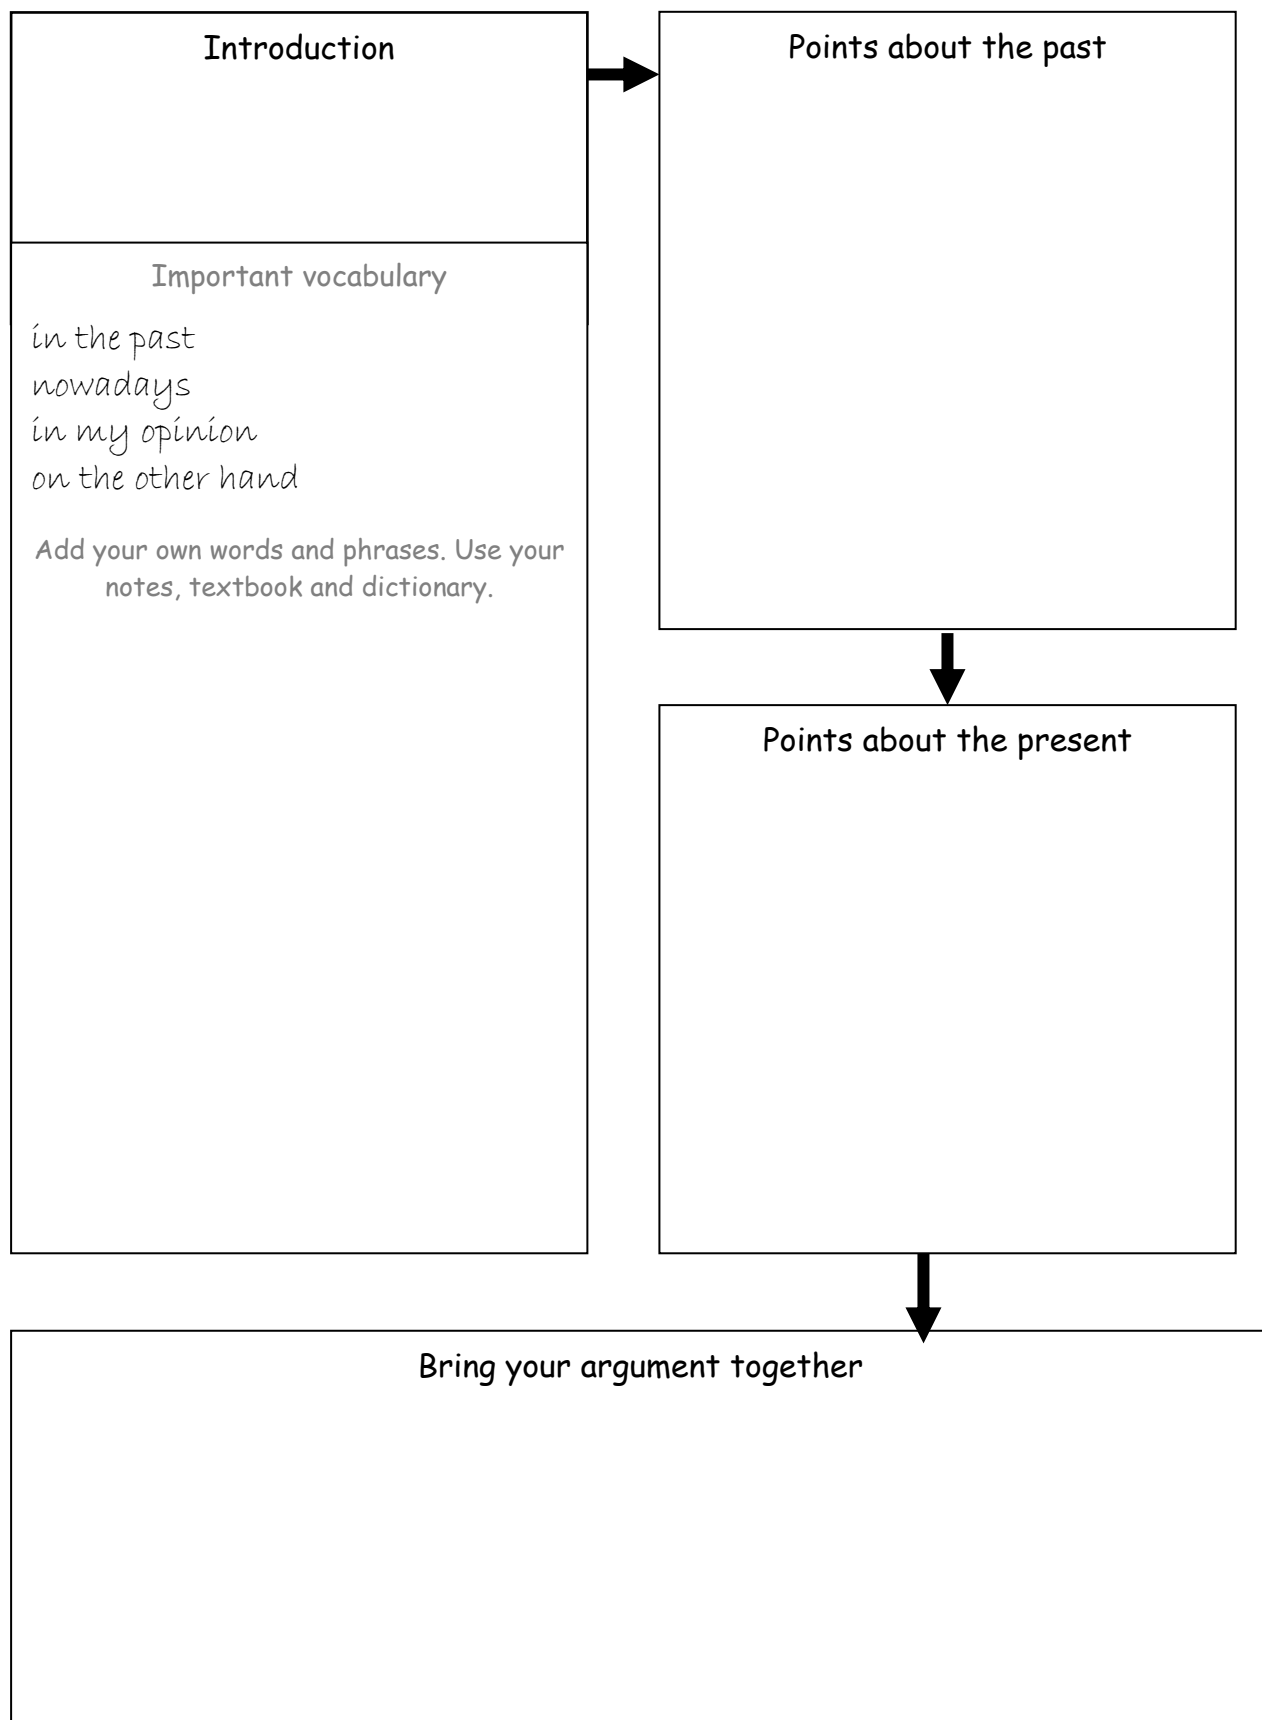 Introduction
Important vocabulary
in the past
nowadays
in my opinion
on the other hand
Add your own words and phrases. Use your
notes, textbook and dictionary.
Points about the past
Points about the present
Bring your argument together